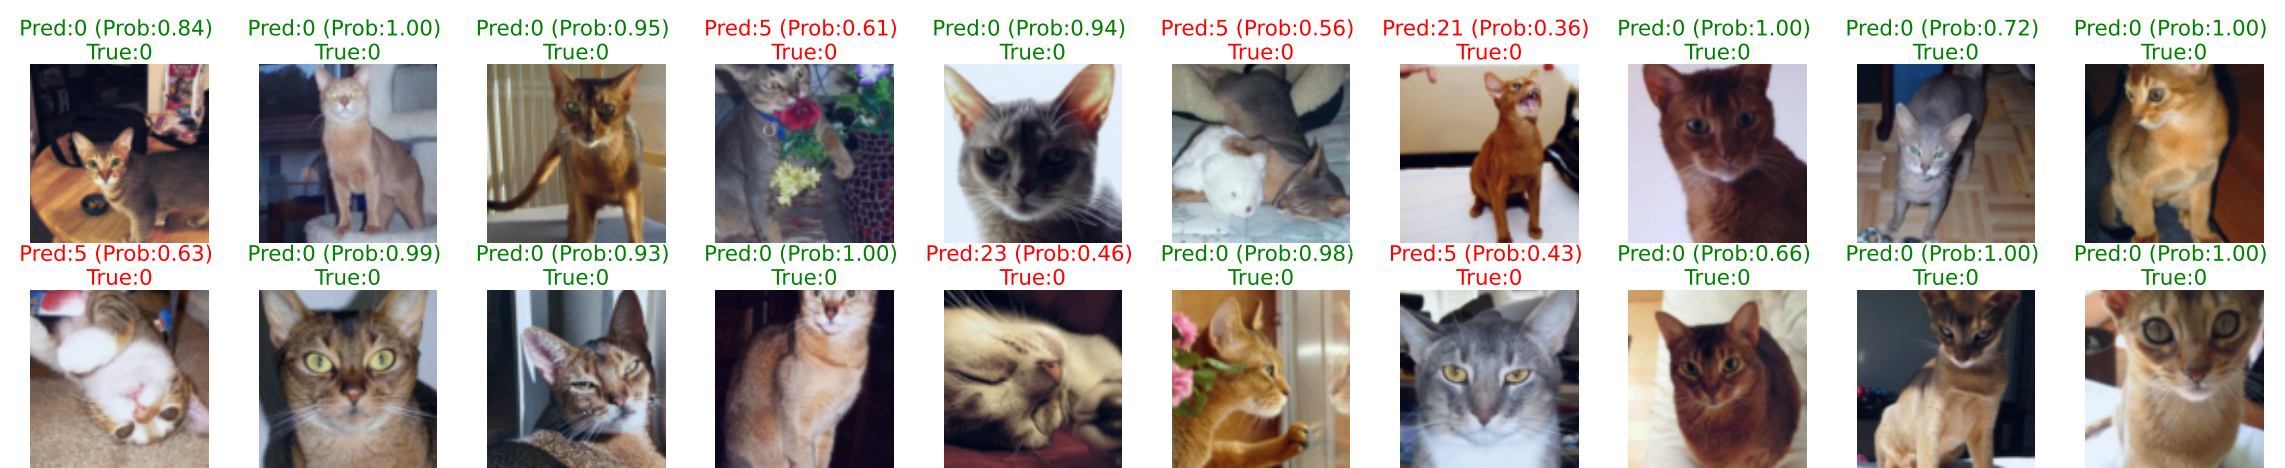 Pred:0 (Prob:0.84) Pred:0 (Prob:1.00) Pred:0 (Prob:0.95) Pred:5 (Prob:0.61) Pred:0 (Prob:0.94) Pred:5 (Prob:0.56) Pred:21 (Prob:0.36) Pred:0 (Prob:1.00) Pred:0 (Prob:0.72) Pred:0 (Prob:1.00)
True:0 True:0 True:0 True:0 True:0 True:0 True:0 True:0 True:0 True:0
Pred:5 (Prob:0.63) Pred:0 (Prob:0.99) Pred:0 (Prob:0.93) Pred:0 (Prob:1.00) Pred:23 (Prob:0.46) Pred:0 (Prob:0.98) Pred:5 (Prob:0.43) Pred:0 (Prob:0.66) Pred:0 (Prob:1.00) Pred:0 (Prob:1.00)
True:0 True:0 True:0 True:0 True:0 True:0 True:0 True:0 True:0 True:0